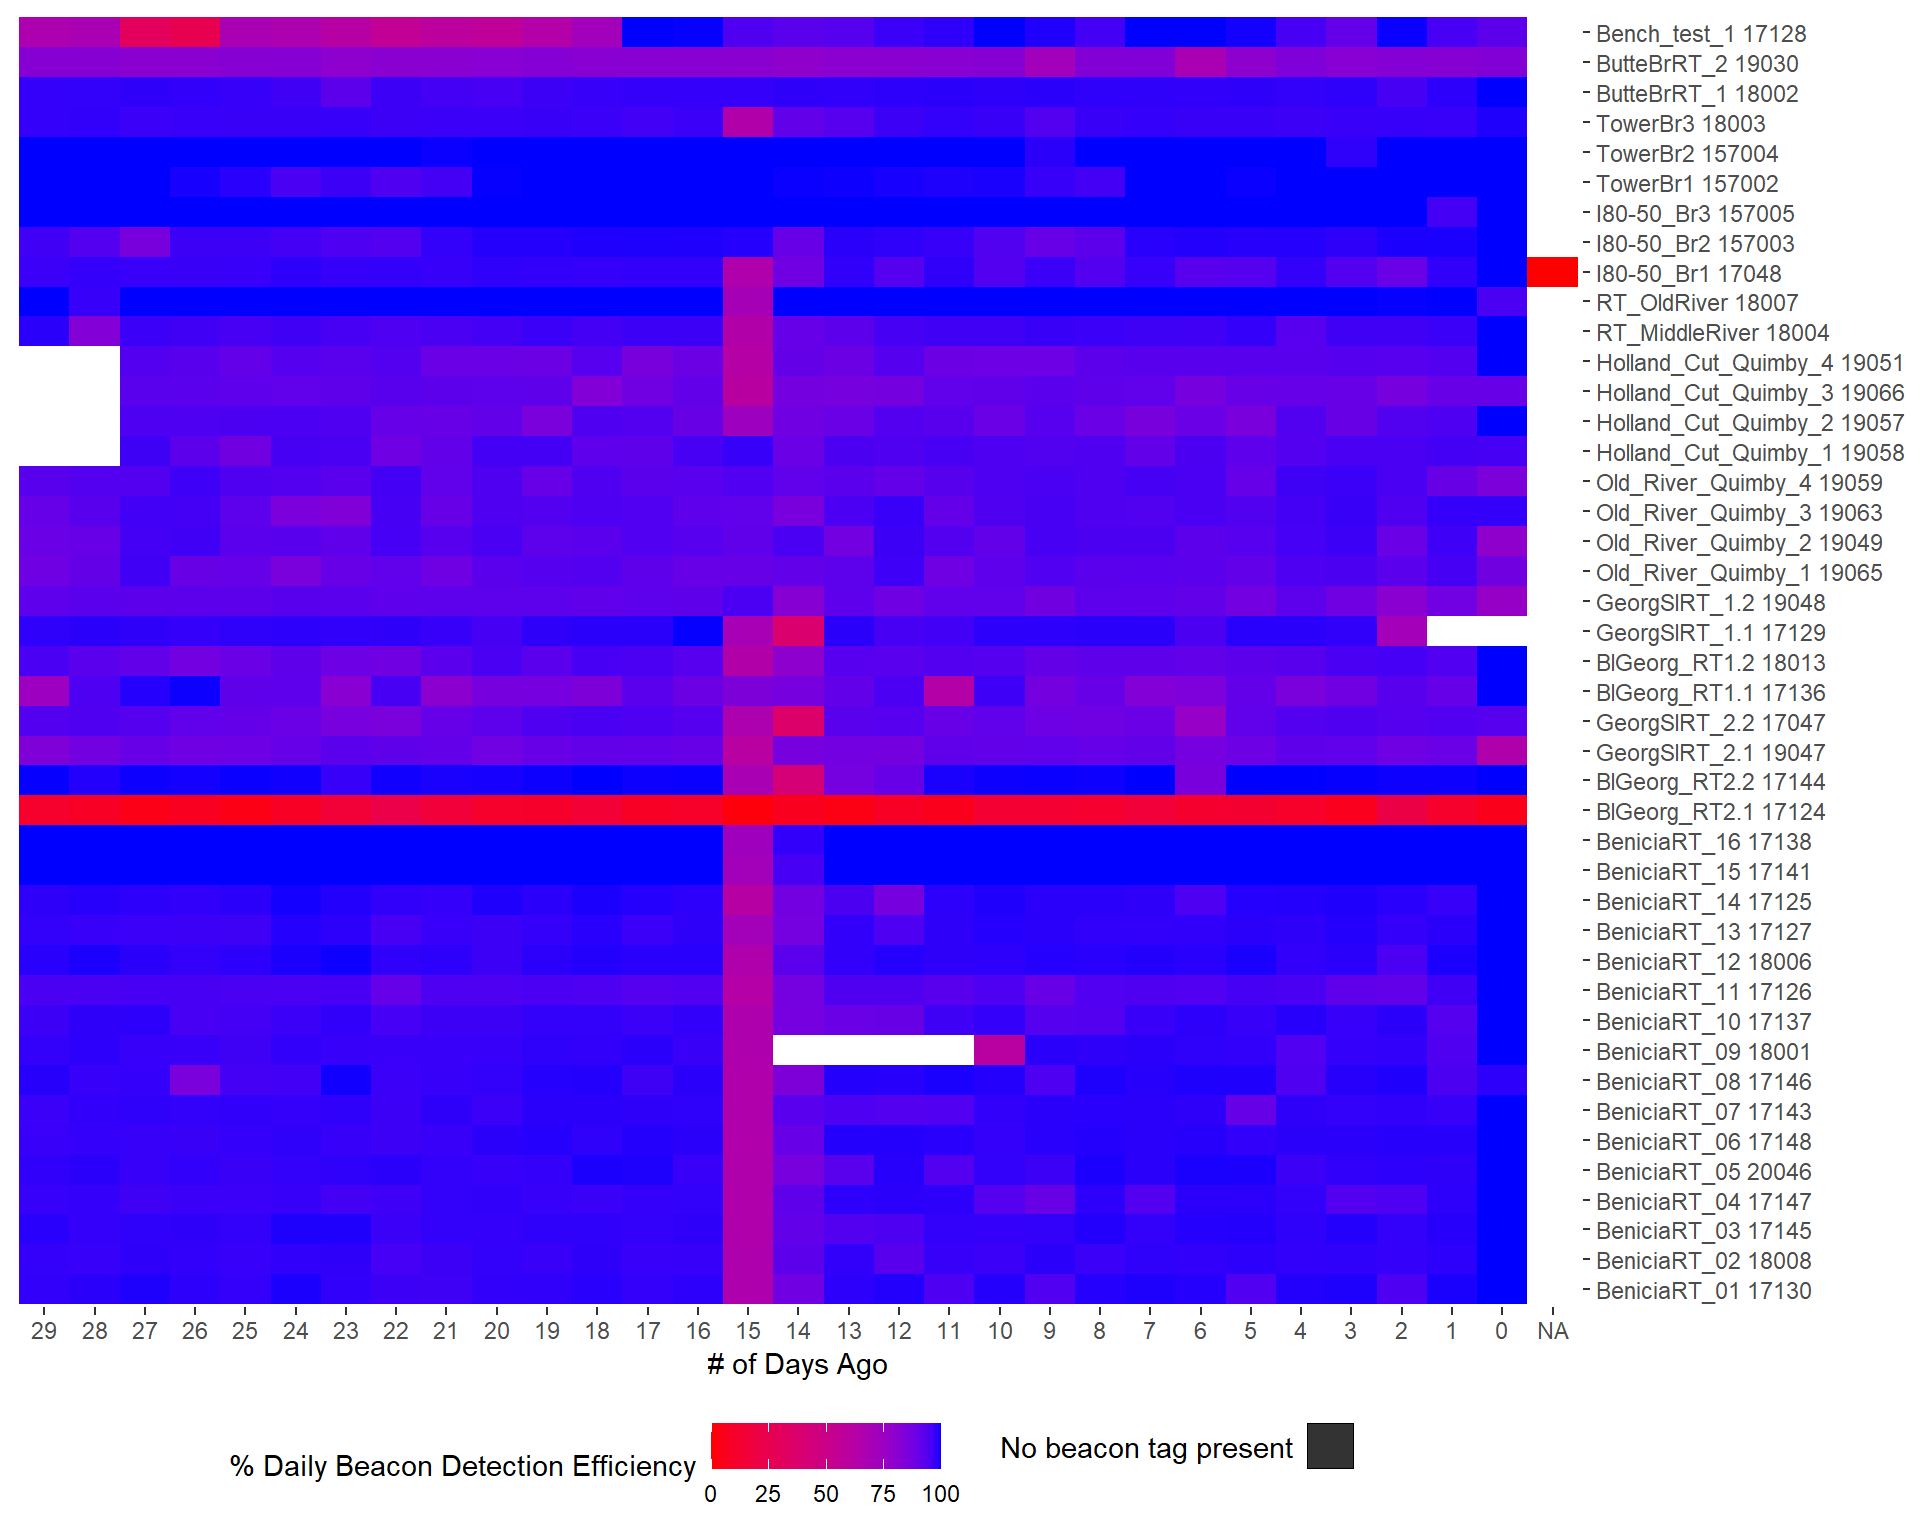 Bench_test_1 17128
ButteBrRT_2 19030
ButteBrRT_1 18002
TowerBr3 18003
TowerBr2 157004
TowerBr1 157002
I80-50_Br3 157005
I80-50_Br2 157003
I80-50_Br1 17048
RT_OldRiver 18007
RT_MiddleRiver 18004
Holland_Cut_Quimby_4 19051
Holland_Cut_Quimby_3 19066
Holland_Cut_Quimby_2 19057
Holland_Cut_Quimby_1 19058
Old_River_Quimby_4 19059
Old_River_Quimby_3 19063
Old_River_Quimby_2 19049
Old_River_Quimby_1 19065
GeorgSlRT_1.2 19048
GeorgSlRT_1.1 17129
BlGeorg_RT1.2 18013
BlGeorg_RT1.1 17136
GeorgSlRT_2.2 17047
GeorgSlRT_2.1 19047
BlGeorg_RT2.2 17144
BlGeorg_RT2.1 17124
BeniciaRT_16 17138
BeniciaRT_15 17141
BeniciaRT_14 17125
BeniciaRT_13 17127
BeniciaRT_12 18006
BeniciaRT_11 17126
BeniciaRT_10 17137
BeniciaRT_09 18001
BeniciaRT_08 17146
BeniciaRT_07 17143
BeniciaRT_06 17148
BeniciaRT_05 20046
BeniciaRT_04 17147
BeniciaRT_03 17145
BeniciaRT_02 18008
BeniciaRT_01 17130
29 28 27 26 25 24 23 22 21 20 19 18 17 16 15 14 13 12 11 10 9 8 7 6 5 4 3 2 1 0 NA
# of Days Ago
% Daily Beacon Detection Efficiency
0 25 50 75 100
No beacon tag present